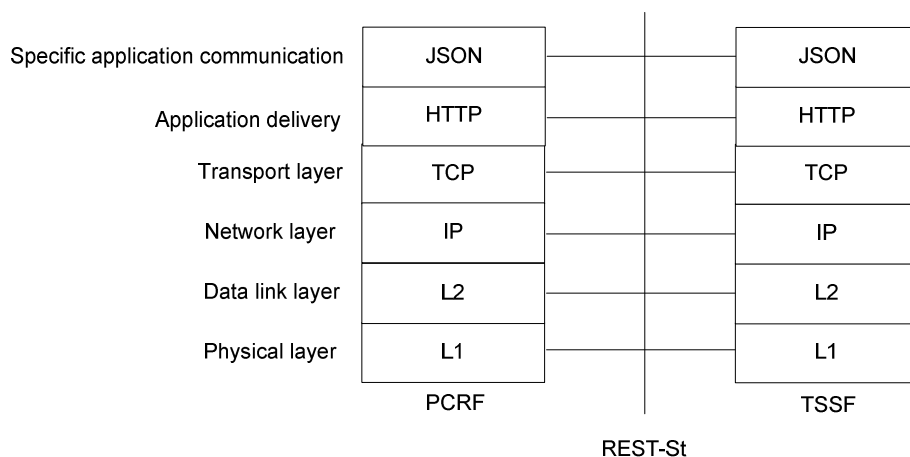 Specific application communication JSON JSON
Application delivery HTTP HTTP
Transport layer TCP TCP
Network layer IP IP
Data link layer L2 L2
Physical layer L1 L1
PCRF TSSF
REST-St